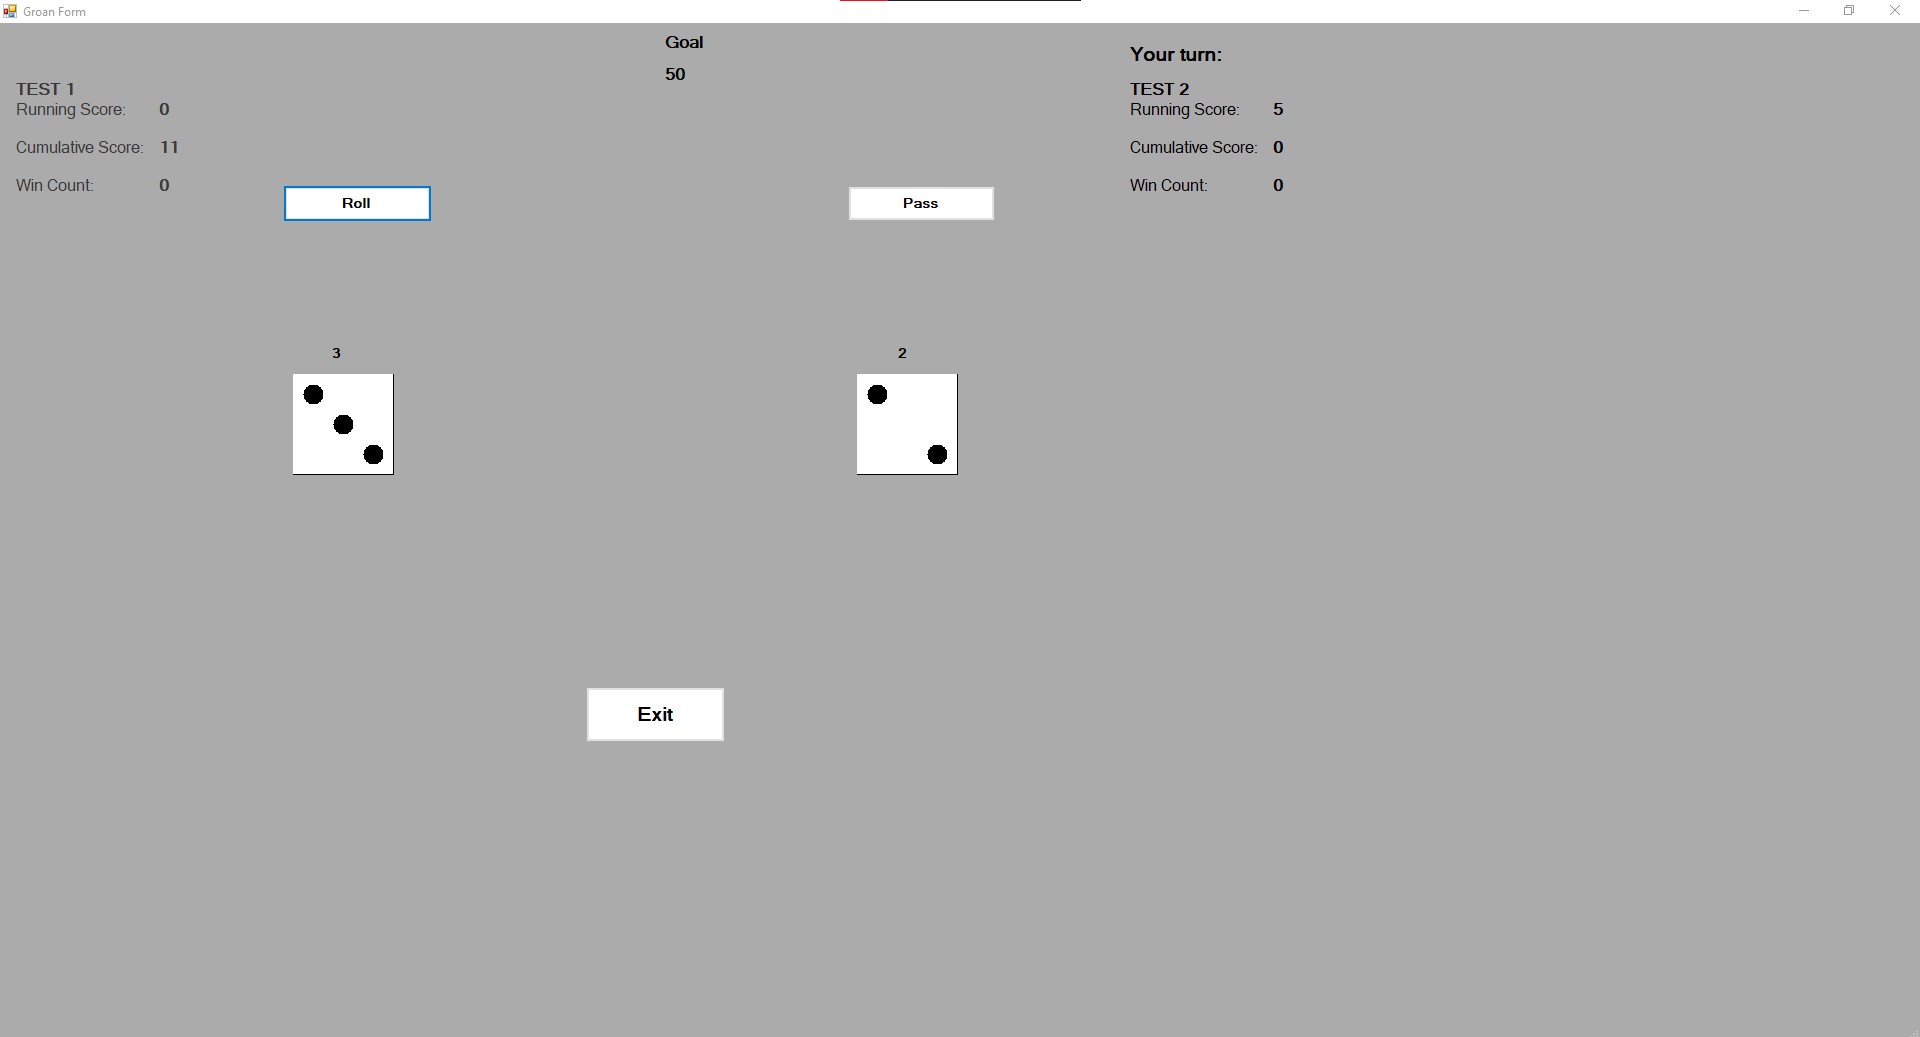 Groan Form
Goal
50
TEST 1
Running Score: 0
Cumulative Score: 11
Win Count: 0
Your turn:
TEST 2
Running Score: 5
Cumulative Score: 0
Win Count: 0
Roll
Pass
3
2
Exit